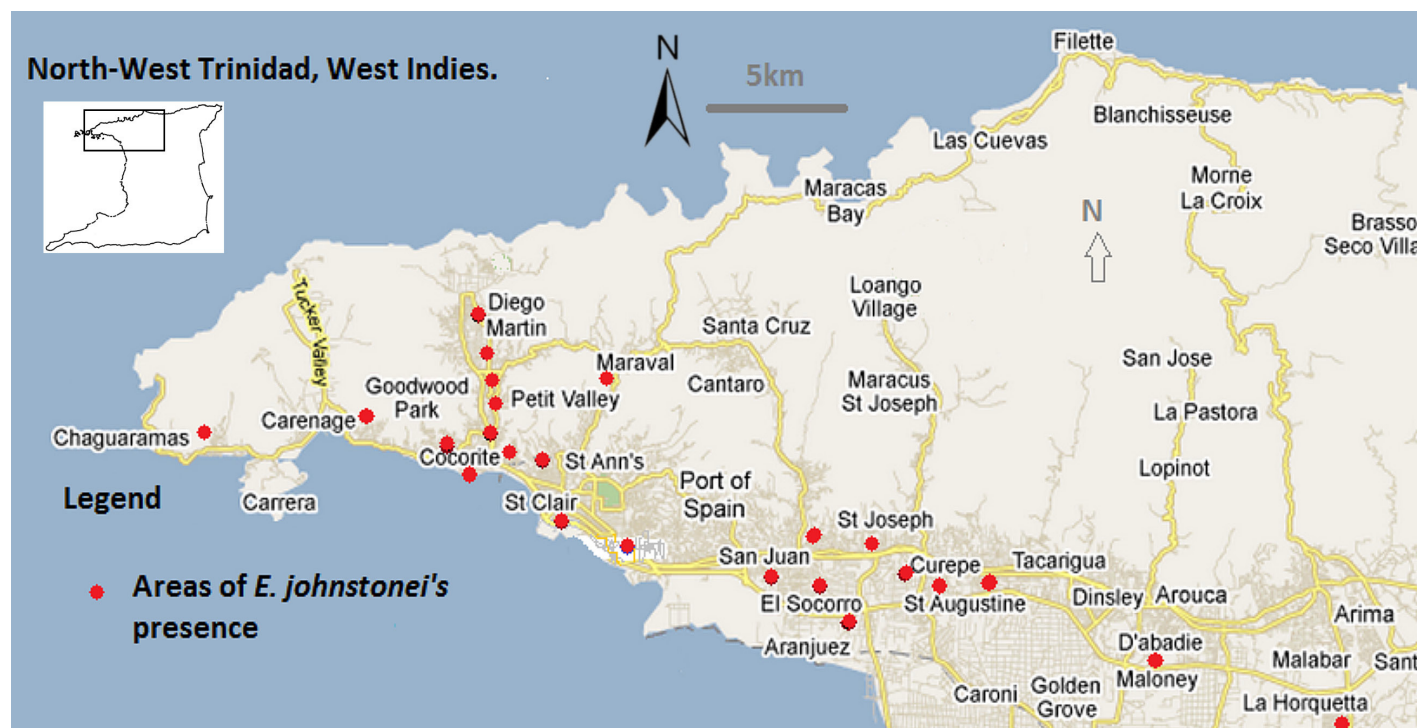 North-West Trinidad, West Indies.
N
5km
Filette
Blanchisseuse
Las Cuevas
Maracas
Bay
Morne
La Croix
N
Brasso
Seco Villa
Tucker Valley
Loango
Village
Diego
Martin
Santa Cruz
Maraval
San Jose
Goodwood
Park
Petit Valley
Cantaro
Maracus
St Joseph
La Pastora
Carenage
Chaguaramas
Cocorite
St Ann's
Lopinot
Port of
Spain
Carrera
St Clair
St Joseph
San Juan
Curepe
Tacarigua
El Socorro
St Augustine
Dinsley
Arouca
Arima
Aranjuez
D'abadie
Maloney
Malabar
Sant
Caroni
Golden
Grove
La Horquetta
Legend
Areas of E. johnstonei's
presence